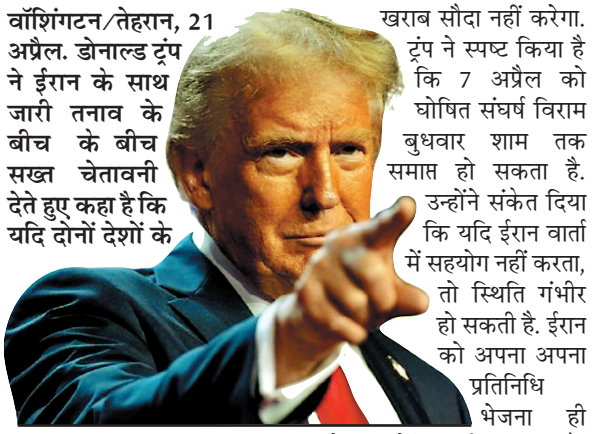 वॉशिंगटन/तेहरान, 21
अप्रैल. डोनाल्ड ट्रंप
ने ईरान के साथ
जारी तनाव के
बीच के बीच
सख्त चेतावनी
देते हुए कहा है कि
यदि दोनों देशों के
खराब सौदा नहीं करेगा.
ट्रंप ने स्पष्ट किया है
कि 7 अप्रैल को
घोषित संघर्ष विराम
बुधवार शाम तक
समाप्त हो सकता है.
उन्होंने संकेत दिया
कि यदि ईरान वार्ता
में सहयोग नहीं करता,
तो स्थिति गंभीर
हो सकती है. ईरान
को अपना अपना
प्रतिनिधि
भेजना ही